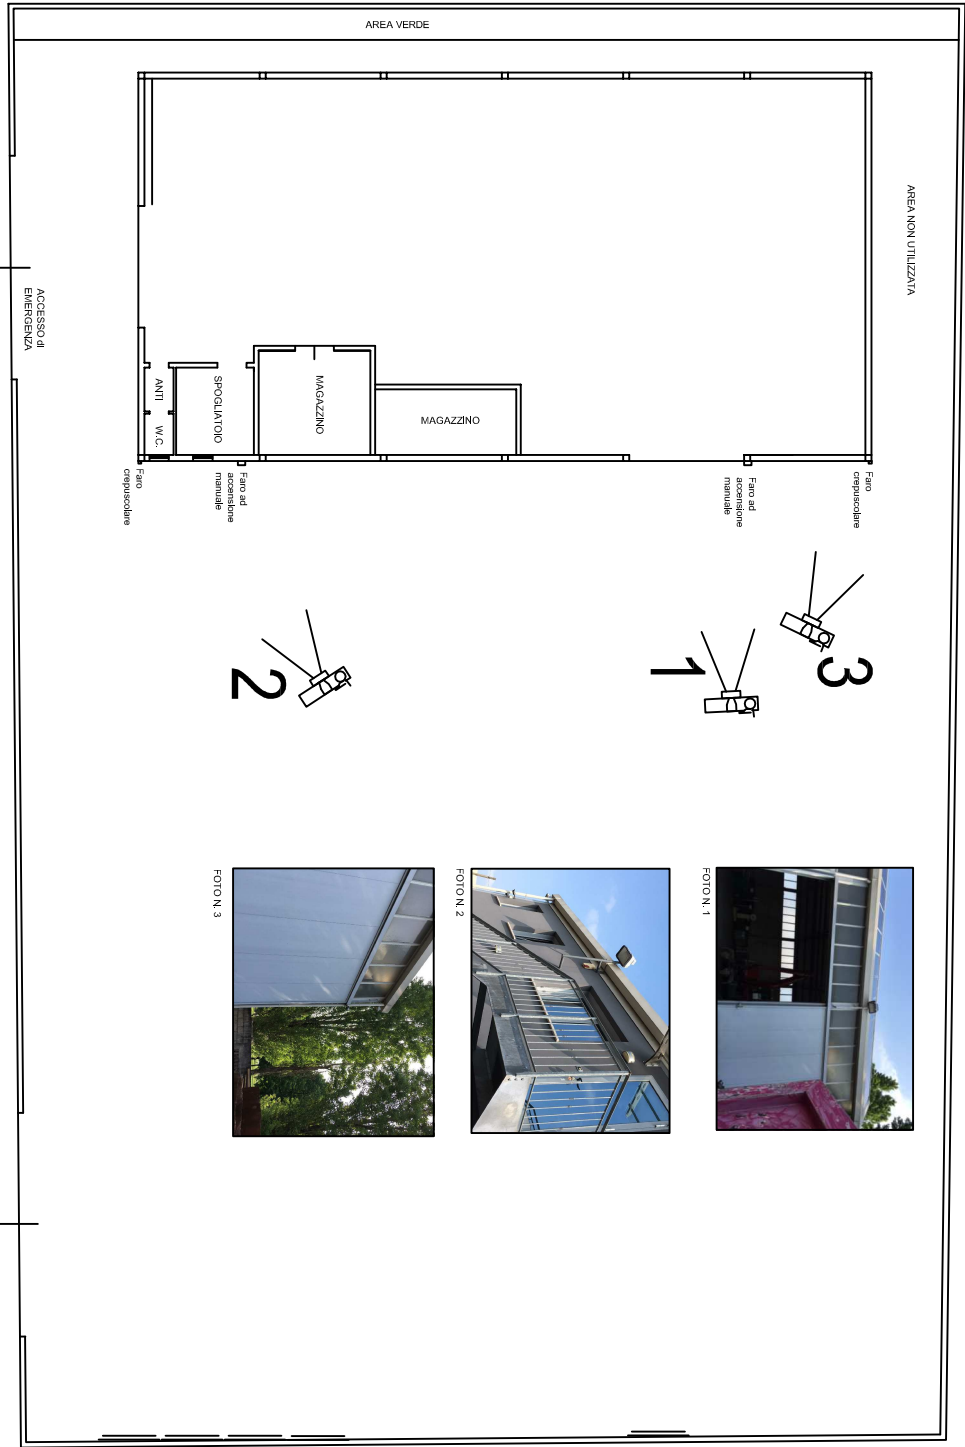 AREA VERDE
AREA NON UTILIZZATA
ACCESSO di
EMERGENZA
ANTI
W.C.
SPOGLIATOIO
MAGAZZINO
MAGAZZINO
Faro
crepuscolare
Faro ad
accensione
manuale
Faro ad
accensione
manuale
Faro
crepuscolare
2
1
3
FOTO N. 3
FOTO N. 2
FOTO N. 1